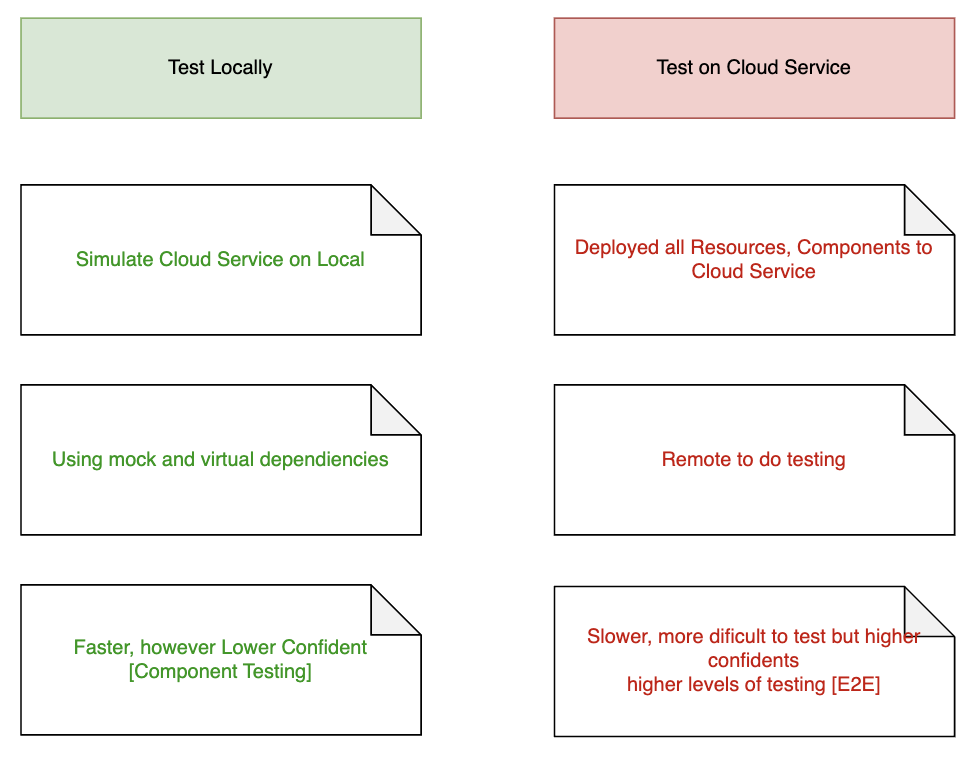 Test Locally
Test on Cloud Service
Simulate Cloud Service on Local
Deployed all Resources, Components to
Cloud Service
Using mock and virtual dependiencies
Remote to do testing
Faster, however Lower Confident
[Component Testing]
Slower, more dificult to test but higher
confidents
higher levels of testing [E2E]